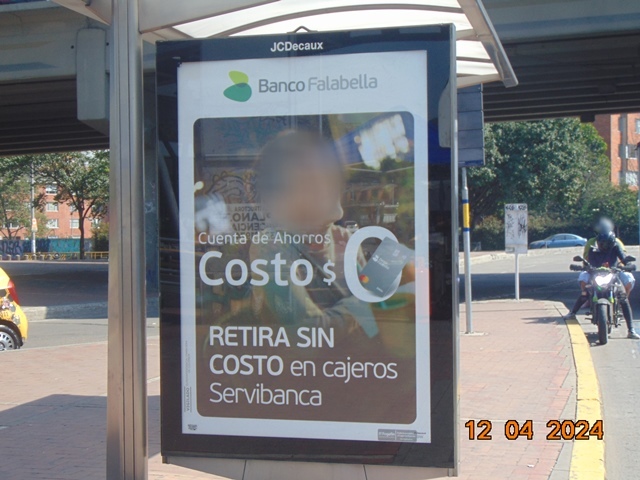 JCDecaux
Banco Falabella
Cuenta de Ahorros
Costo $0
RETIRA SIN
COSTO en cajeros
Servibanca
12 04 2024